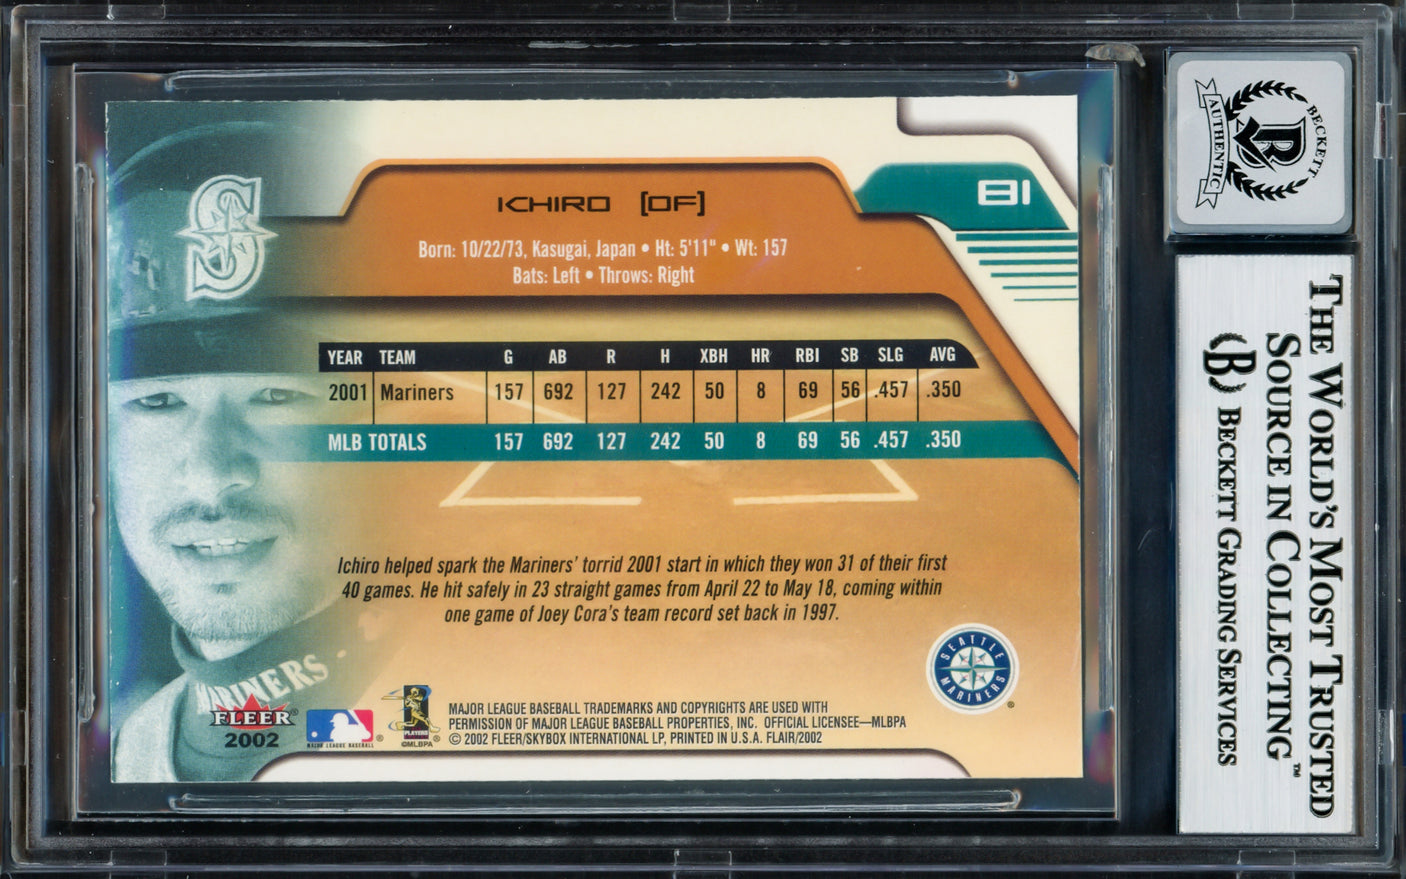 ICHIRO [OF]
81
Born: 10/22/73, Kasugai, Japan • Ht: 5'11" • Wt: 157
Bats: Left • Throws: Right
YEAR TEAM G AB R H XBH HR RBI SB SLG AVG
2001 Mariners 157 692 127 242 50 8 69 56 .457 .350
MLB TOTALS 157 692 127 242 50 8 69 56 .457 .350
Ichiro helped spark the Mariners' torrid 2001 start in which they won 31 of their first
40 games. He hit safely in 23 straight games from April 22 to May 18, coming within
one game of Joey Cora's team record set back in 1997.
SEATTLE
MARINERS
®
MARINERS
FLEER®
2002
MAJOR LEAGUE BASEBALL
®
PLAYERS
®
©MLBPA
MAJOR LEAGUE BASEBALL TRADEMARKS AND COPYRIGHTS ARE USED WITH
PERMISSION OF MAJOR LEAGUE BASEBALL PROPERTIES, INC. OFFICIAL LICENSEE—MLBPA
© 2002 FLEER/SKYBOX INTERNATIONAL LP, PRINTED IN U.S.A. FLAIR/2002
S
BECKETT
B
AUTHENTIC
THE WORLD'S MOST TRUSTED
SOURCE IN COLLECTING™
B BECKETT GRADING SERVICES